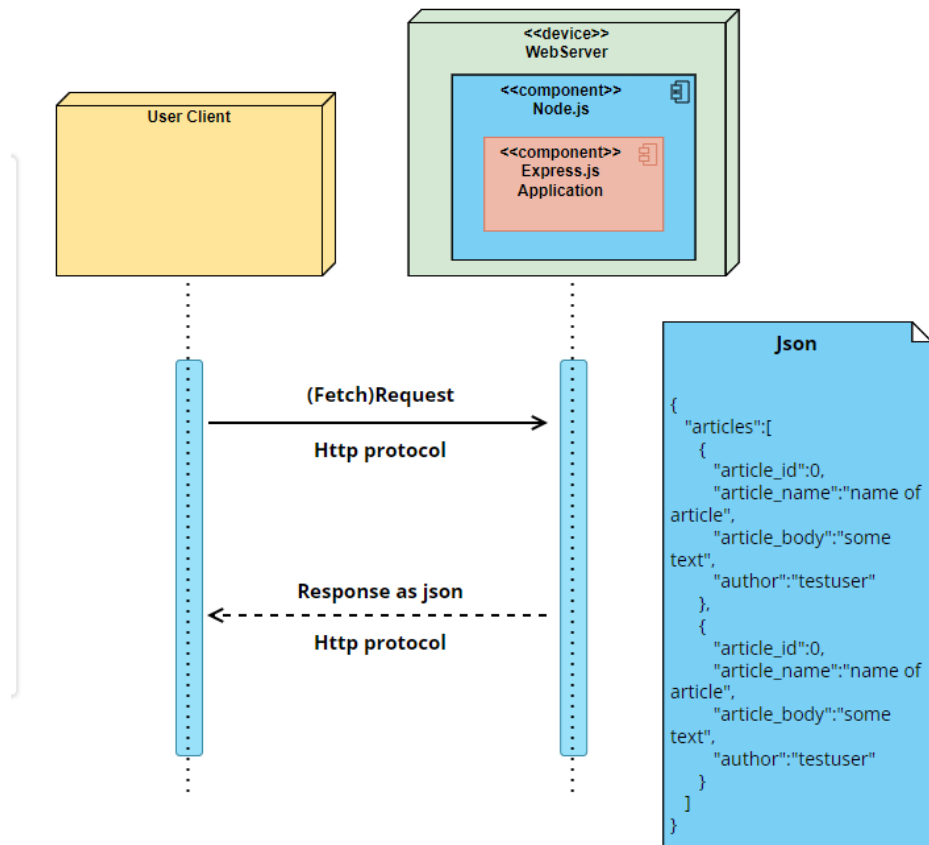 <<device>>
WebServer
User Client
<<component>>
Node.js
<<component>>
Express.js
Application
(Fetch)Request
Http protocol
Response as json
Http protocol
Json
{
"articles":[
{
"article_id":0,
"article_name":"name of
article",
"article_body":"some
text",
"author":"testuser"
},
{
"article_id":0,
"article_name":"name of
article",
"article_body":"some
text",
"author":"testuser"
}
]
}